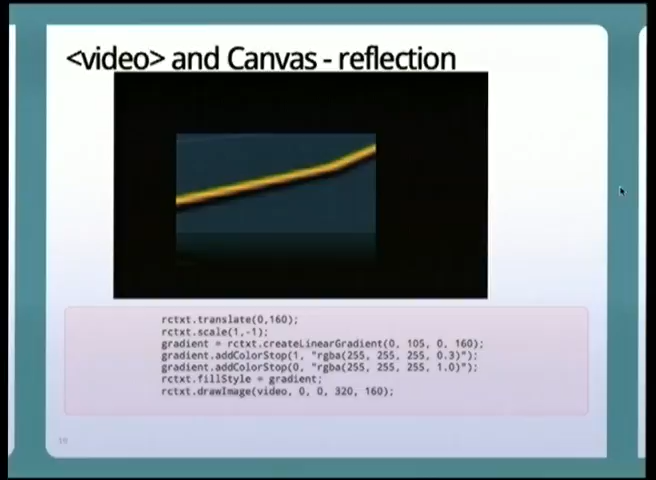 <video> and Canvas - reflection
rctxt.translate(0,160);
rctxt.scale(1,-1);
gradient = rctxt.createLinearGradient(0, 105, 0, 160);
gradient.addColorStop(1, "rgba(255, 255, 255, 0.3)");
gradient.addColorStop(0, "rgba(255, 255, 255, 1.0)");
rctxt.fillStyle = gradient;
rctxt.drawImage(video, 0, 0, 320, 160);